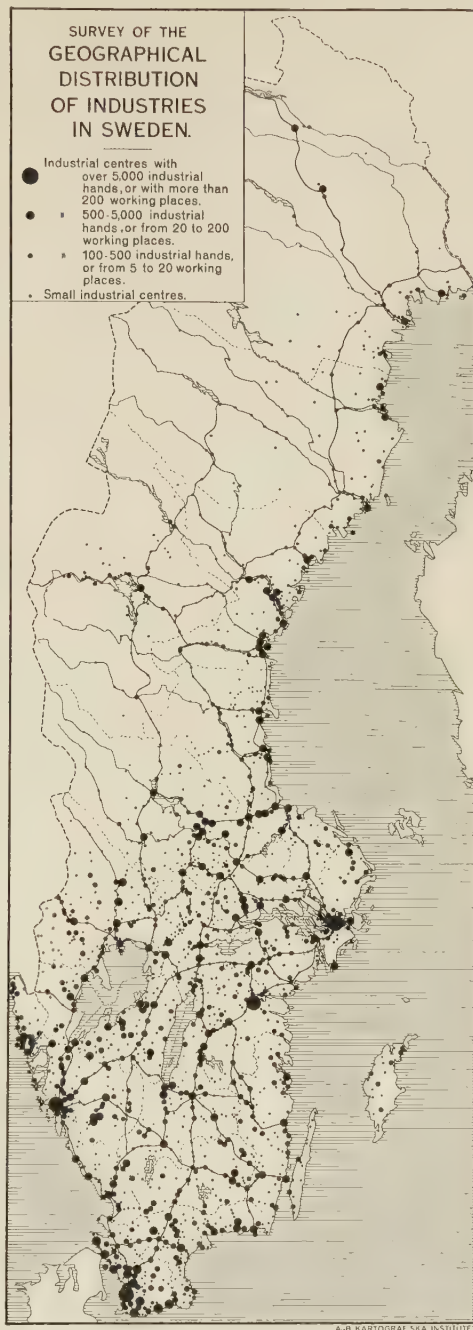 SURVEY OF THE
GEOGRAPHICAL
DISTRIBUTION
OF INDUSTRIES
IN SWEDEN.
Industrial centres with
over 5,000 industrial
hands, or with more than
200 working places.
" 500-5,000 industrial
hands, or from 20 to 200
working places.
" 100-500 industrial hands,
or from 5 to 20 working
places.
Small industrial centres.
A.-B. KARTOGRAFISKA INSTITUTET